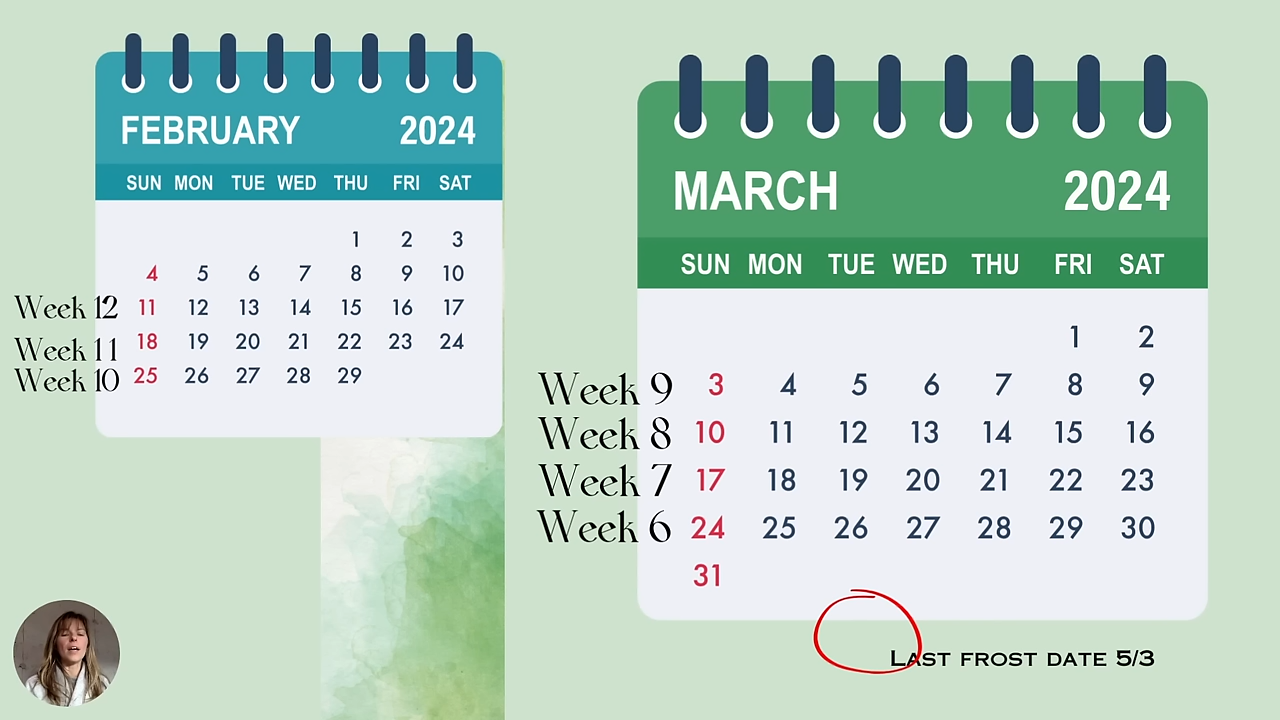 FEBRUARY 2024
SUN MON TUE WED THU FRI SAT
1 2 3
4 5 6 7 8 9 10
Week 12 11 12 13 14 15 16 17
Week 11 18 19 20 21 22 23 24
Week 10 25 26 27 28 29
MARCH 2024
SUN MON TUE WED THU FRI SAT
1 2
Week 9 3 4 5 6 7 8 9
Week 8 10 11 12 13 14 15 16
Week 7 17 18 19 20 21 22 23
Week 6 24 25 26 27 28 29 30
31
Last frost date 5/3